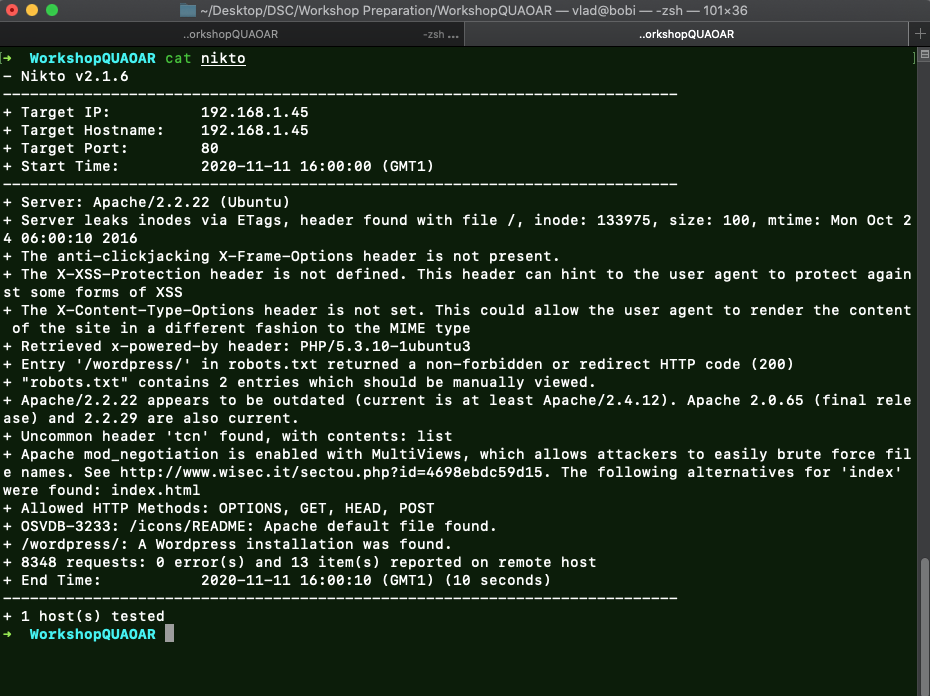 ~/Desktop/DSC/Workshop Preparation/WorkshopQUAOAR — vlad@bobi — -zsh — 101×36
..orkshopQUAOAR -zsh ... ..orkshopQUAOAR +
[➜ WorkshopQUAOAR cat nikto ]
- Nikto v2.1.6
---------------------------------------------------------------------------
+ Target IP: 192.168.1.45
+ Target Hostname: 192.168.1.45
+ Target Port: 80
+ Start Time: 2020-11-11 16:00:00 (GMT1)
---------------------------------------------------------------------------
+ Server: Apache/2.2.22 (Ubuntu)
+ Server leaks inodes via ETags, header found with file /, inode: 133975, size: 100, mtime: Mon Oct 2
4 06:00:10 2016
+ The anti-clickjacking X-Frame-Options header is not present.
+ The X-XSS-Protection header is not defined. This header can hint to the user agent to protect again
st some forms of XSS
+ The X-Content-Type-Options header is not set. This could allow the user agent to render the content
 of the site in a different fashion to the MIME type
+ Retrieved x-powered-by header: PHP/5.3.10-1ubuntu3
+ Entry '/wordpress/' in robots.txt returned a non-forbidden or redirect HTTP code (200)
+ "robots.txt" contains 2 entries which should be manually viewed.
+ Apache/2.2.22 appears to be outdated (current is at least Apache/2.4.12). Apache 2.0.65 (final rele
ase) and 2.2.29 are also current.
+ Uncommon header 'tcn' found, with contents: list
+ Apache mod_negotiation is enabled with MultiViews, which allows attackers to easily brute force fil
e names. See http://www.wisec.it/sectou.php?id=4698ebdc59d15. The following alternatives for 'index'
were found: index.html
+ Allowed HTTP Methods: OPTIONS, GET, HEAD, POST
+ OSVDB-3233: /icons/README: Apache default file found.
+ /wordpress/: A Wordpress installation was found.
+ 8348 requests: 0 error(s) and 13 item(s) reported on remote host
+ End Time: 2020-11-11 16:00:10 (GMT1) (10 seconds)
---------------------------------------------------------------------------
+ 1 host(s) tested
➜ WorkshopQUAOAR